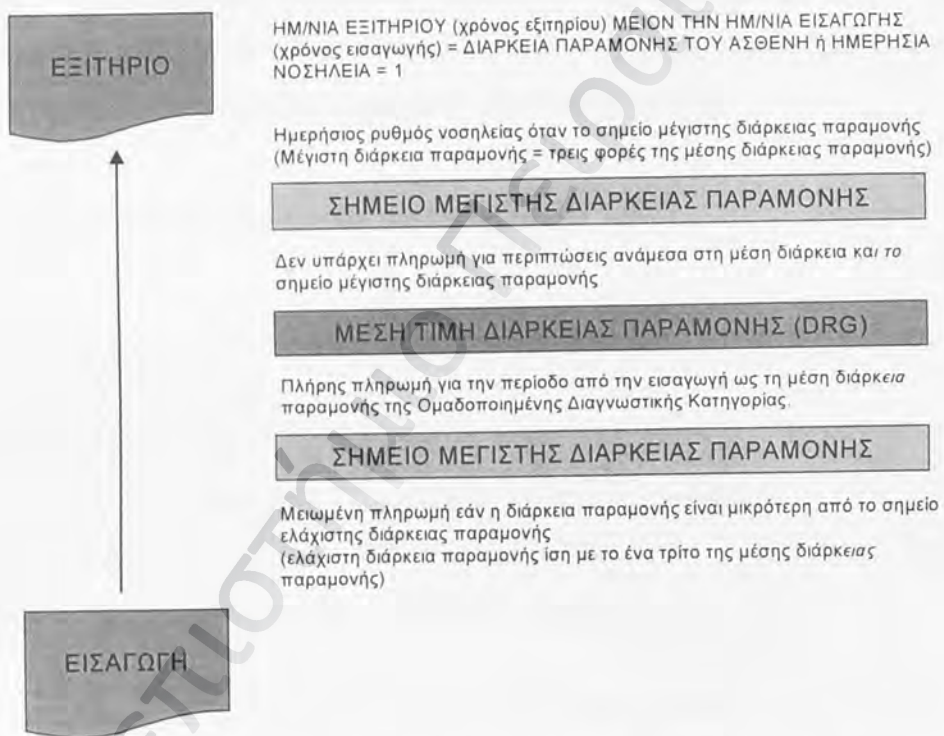 ΕΞΙΤΗΡΙΟ
ΗΜ/ΝΙΑ ΕΞΙΤΗΡΙΟΥ (χρόνος εξιτηρίου) ΜΕΙΟΝ ΤΗΝ ΗΜ/ΝΙΑ ΕΙΣΑΓΩΓΗΣ
(χρόνος εισαγωγής) = ΔΙΑΡΚΕΙΑ ΠΑΡΑΜΟΝΗΣ ΤΟΥ ΑΣΘΕΝΗ ή ΗΜΕΡΗΣΙΑ
ΝΟΣΗΛΕΙΑ = 1
Ημερήσιος ρυθμός νοσηλείας όταν το σημείο μέγιστης διάρκειας παραμονής
(Μέγιστη διάρκεια παραμονής = τρεις φορές της μέσης διάρκειας παραμονής)
ΣΗΜΕΙΟ ΜΕΓΙΣΤΗΣ ΔΙΑΡΚΕΙΑΣ ΠΑΡΑΜΟΝΗΣ
Δεν υπάρχει πληρωμή για περιπτώσεις ανάμεσα στη μέση διάρκεια και το
σημείο μέγιστης διάρκειας παραμονής
ΜΕΣΗ ΤΙΜΗ ΔΙΑΡΚΕΙΑΣ ΠΑΡΑΜΟΝΗΣ (DRG)
Πλήρης πληρωμή για την περίοδο από την εισαγωγή ως τη μέση διάρκεια
παραμονής της Ομαδοποιημένης Διαγνωστικής Κατηγορίας.
ΣΗΜΕΙΟ ΜΕΓΙΣΤΗΣ ΔΙΑΡΚΕΙΑΣ ΠΑΡΑΜΟΝΗΣ
Μειωμένη πληρωμή εάν η διάρκεια παραμονής είναι μικρότερη από το σημείο
ελάχιστης διάρκειας παραμονής
(ελάχιστη διάρκεια παραμονής ίση με το ένα τρίτο της μέσης διάρκειας
παραμονής)
ΕΙΣΑΓΩΓΗ